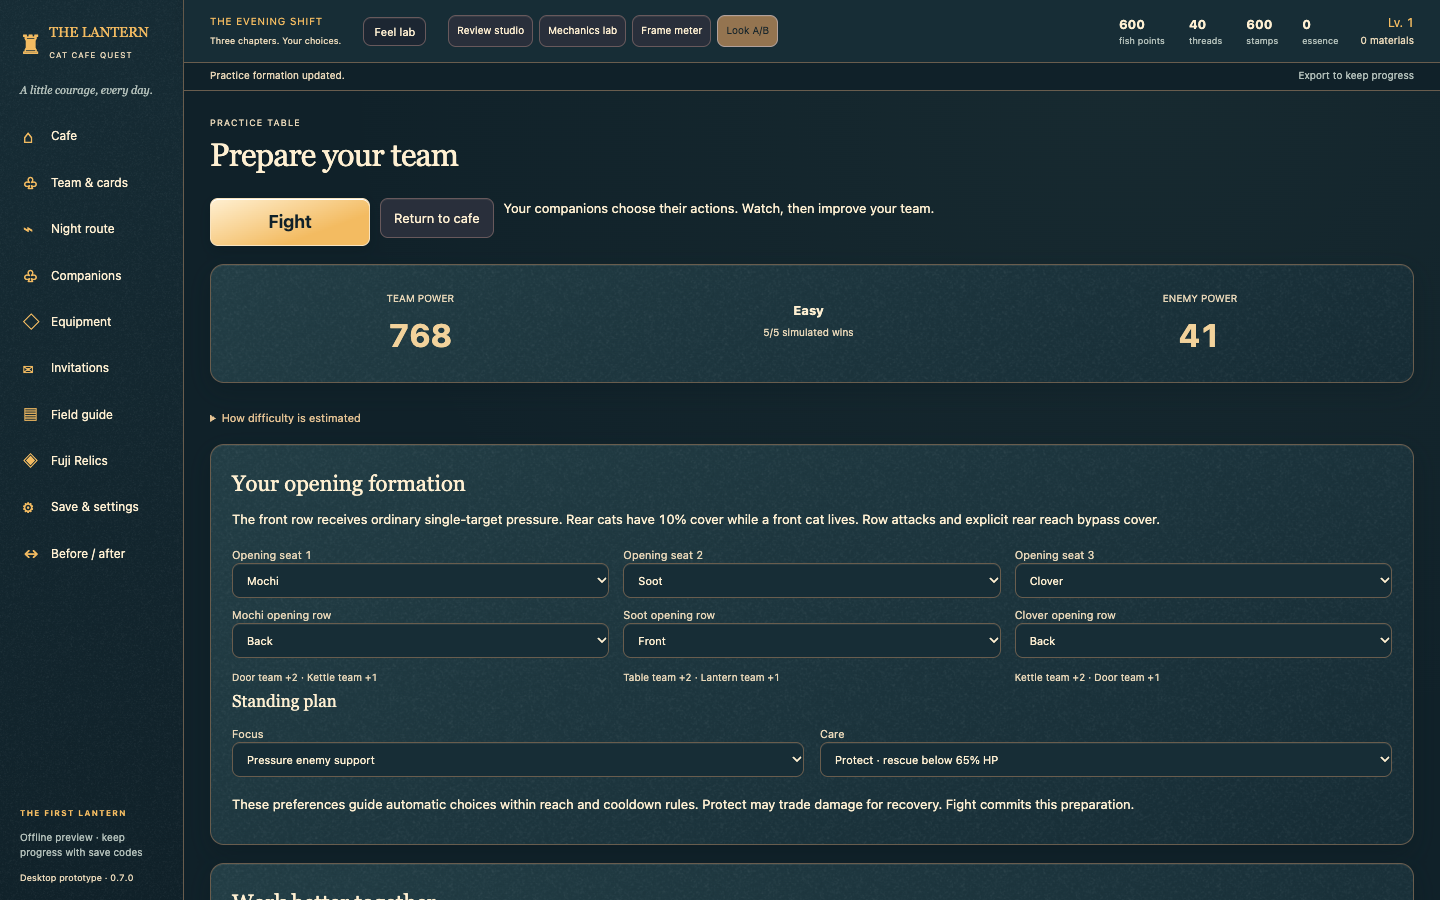 THE LANTERN
CAT CAFE QUEST
A little courage, every day.
Cafe
Team & cards
Night route
Companions
Equipment
Invitations
Field guide
Fuji Relics
Save & settings
Before / after
THE FIRST LANTERN
Offline preview · keep
progress with save codes
Desktop prototype · 0.7.0
THE EVENING SHIFT
Three chapters. Your choices.
Feel lab
Review studio
Mechanics lab
Frame meter
Look A/B
600
fish points
40
threads
600
stamps
0
essence
Lv. 1
0 materials
Practice formation updated.
Export to keep progress
PRACTICE TABLE
Prepare your team
Fight
Return to cafe
Your companions choose their actions. Watch, then improve your team.
TEAM POWER
768
Easy
5/5 simulated wins
ENEMY POWER
41
How difficulty is estimated
Your opening formation
The front row receives ordinary single-target pressure. Rear cats have 10% cover while a front cat lives. Row attacks and explicit rear reach bypass cover.
Opening seat 1
Opening seat 2
Opening seat 3
Mochi
Soot
Clover
Mochi opening row
Soot opening row
Clover opening row
Back
Front
Back
Door team +2 · Kettle team +1
Table team +2 · Lantern team +1
Kettle team +2 · Door team +1
Standing plan
Focus
Care
Pressure enemy support
Protect · rescue below 65% HP
These preferences guide automatic choices within reach and cooldown rules. Protect may trade damage for recovery. Fight commits this preparation.
Work better together